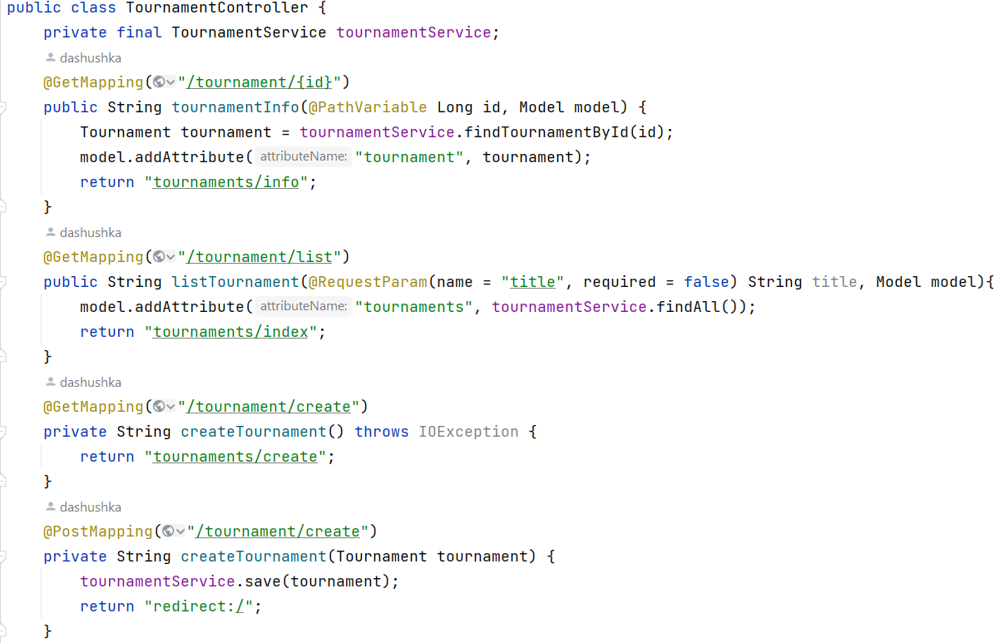 public class TournamentController {
    private final TournamentService tournamentService;
    dashushka
    @GetMapping("/tournament/{id}")
    public String tournamentInfo(@PathVariable Long id, Model model) {
        Tournament tournament = tournamentService.findTournamentById(id);
        model.addAttribute( attributeName: "tournament", tournament);
        return "tournaments/info";
    }
    dashushka
    @GetMapping("/tournament/list")
    public String listTournament(@RequestParam(name = "title", required = false) String title, Model model){
        model.addAttribute( attributeName: "tournaments", tournamentService.findAll());
        return "tournaments/index";
    }
    dashushka
    @GetMapping("/tournament/create")
    private String createTournament() throws IOException {
        return "tournaments/create";
    }
    dashushka
    @PostMapping("/tournament/create")
    private String createTournament(Tournament tournament) {
        tournamentService.save(tournament);
        return "redirect:/";
    }